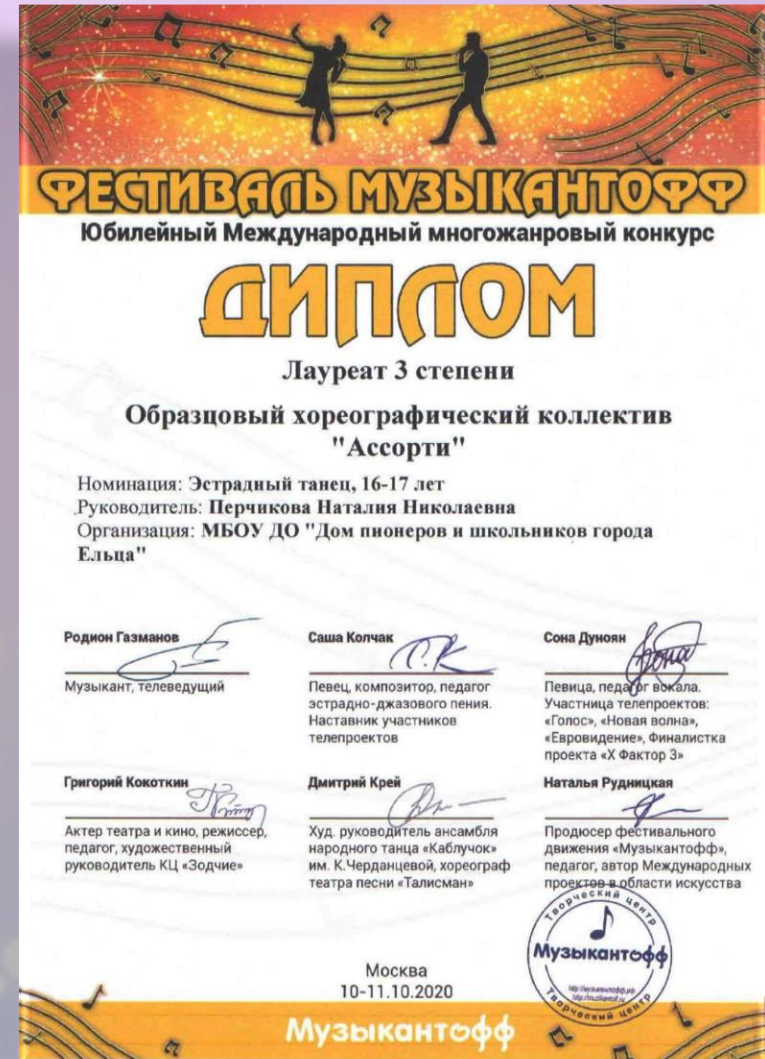 ФЕСТИВАЛЬ МУЗЫКАНТОФФ
Юбилейный Международный многожанровый конкурс
ДИПЛОМ
Лауреат 3 степени
Образцовый хореографический коллектив
"Ассорти"
Номинация: Эстрадный танец, 16-17 лет
Руководитель: Перчикова Наталия Николаевна
Организация: МБОУ ДО "Дом пионеров и школьников города
Ельца"
Родион Газманов
Музыкант, телеведущий
Саша Колчак
С.К
Певец, композитор, педагог
эстрадно-джазового пения.
Наставник участников
телепроектов
Сона Дуноян
Певица, педагог вокала.
Участница телепроектов:
«Голос», «Новая волна»,
«Евровидение», Финалистка
проекта «X Фактор 3»
Григорий Кокоткин
Актер театра и кино, режиссер,
педагог, художественный
руководитель КЦ «Зодчие»
Дмитрий Крей
Худ. руководитель ансамбля
народного танца «Каблучок»
им. К.Черданцевой, хореограф
театра песни «Талисман»
Наталья Рудницкая
Продюсер фестивального
движения «Музыкантофф»,
педагог, автор Международных
проектов в области искусства
Творческий центр
Музыкантофф
Творческий центр
Москва
10-11.10.2020
Музыкантофф